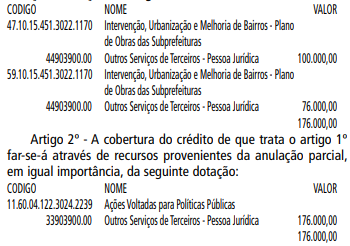 CODIGO NOME VALOR
47.10.15.451.3022.1170 Intervenção, Urbanização e Melhoria de Bairros - Plano
de Obras das Subprefeituras
44903900.00 Outros Serviços de Terceiros - Pessoa Jurídica 100.000,00
59.10.15.451.3022.1170 Intervenção, Urbanização e Melhoria de Bairros - Plano
de Obras das Subprefeituras
44903900.00 Outros Serviços de Terceiros - Pessoa Jurídica 76.000,00
176.000,00
Artigo 2º - A cobertura do crédito de que trata o artigo 1º
far-se-á através de recursos provenientes da anulação parcial,
em igual importância, da seguinte dotação:
CODIGO NOME VALOR
11.60.04.122.3024.2239 Ações Voltadas para Políticas Públicas
33903900.00 Outros Serviços de Terceiros - Pessoa Jurídica 176.000,00
176.000,00